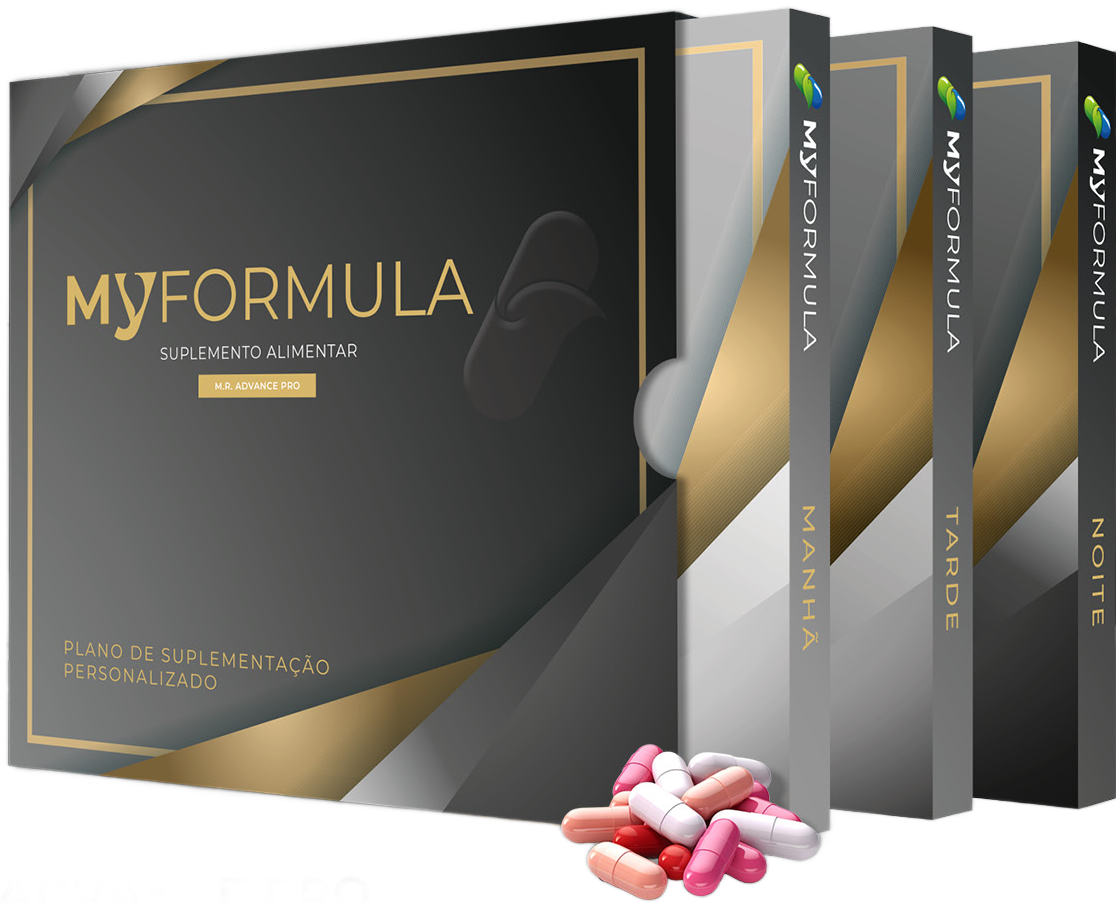 MYFORMULA
SUPLEMENTO ALIMENTAR
M.R. ADVANCE PRO
PLANO DE SUPLEMENTAÇÃO
PERSONALIZADO
MYFORMULA
MANHÃ
MYFORMULA
TARDE
MYFORMULA
NOITE